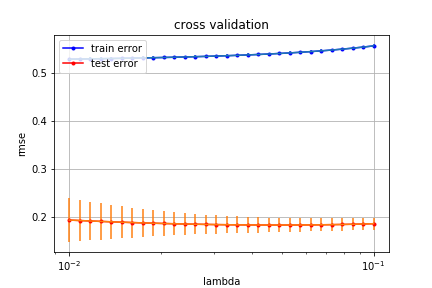 cross validation
train error
test error
0.5
0.4
0.3
0.2
rmse
10⁻²
10⁻¹
lambda